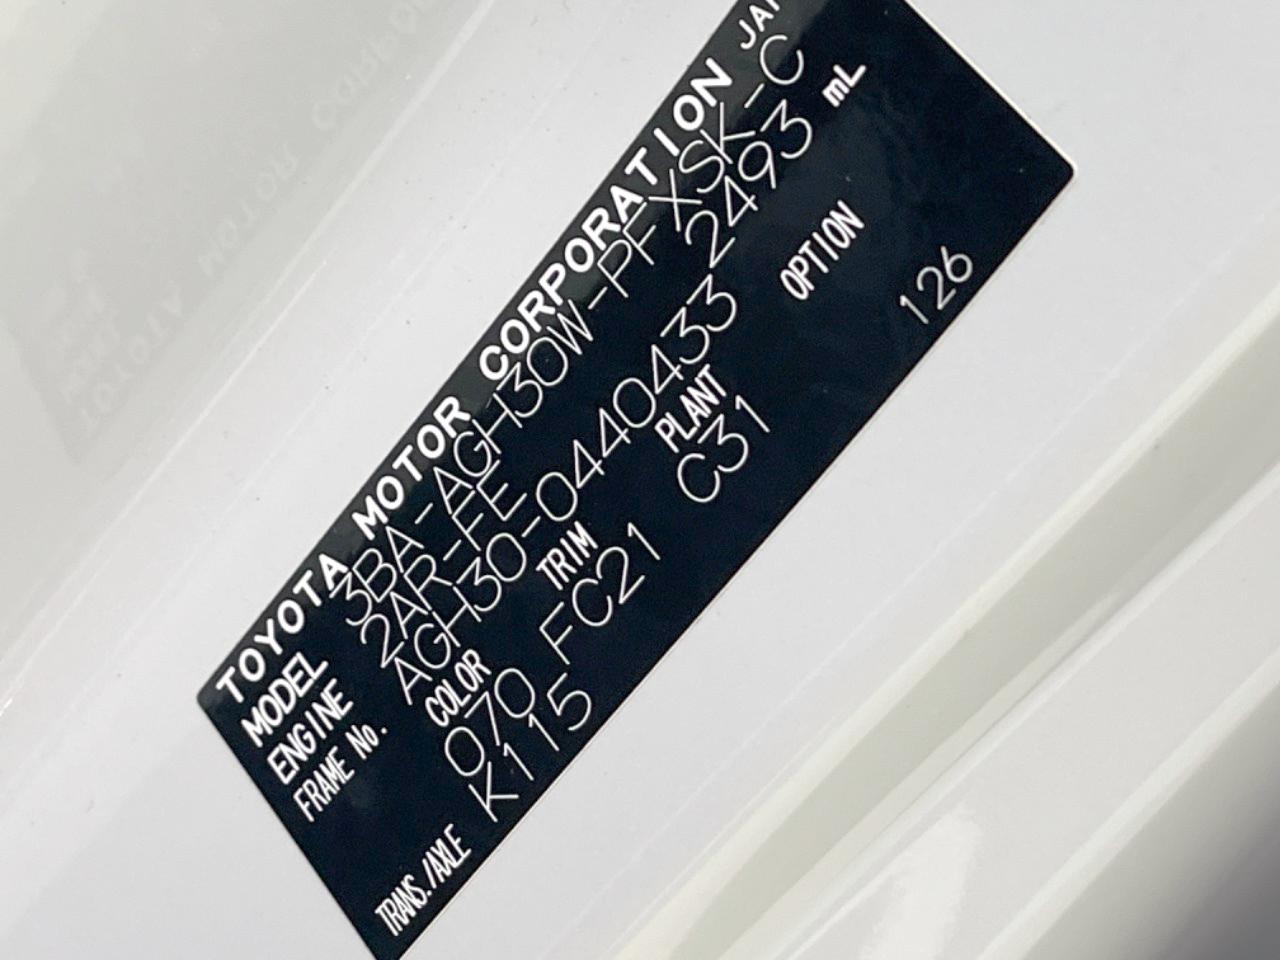 TOYOTA MOTOR CORPORATION
MODEL 3BA-AGH30W-PFXSK-C
ENGINE 2AR-FE 2493 mL
FRAME No. AGH30-0440433
COLOR TRIM PLANT OPTION
070 FC21 C31 126
TRANS./AXLE K115